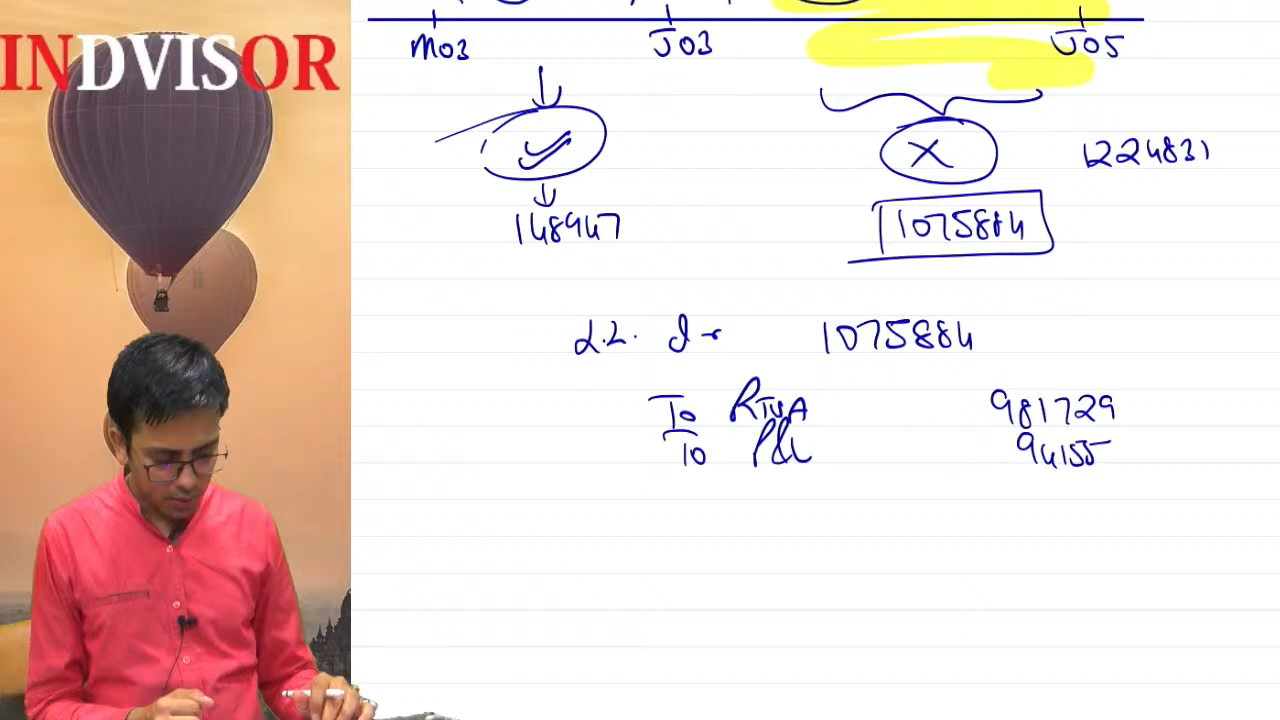 INDVISOR
M03 J03 J05
X 1224831
148947 1075884
L.L. Dr 1075884
To RTUA 981729
To P&L 94155